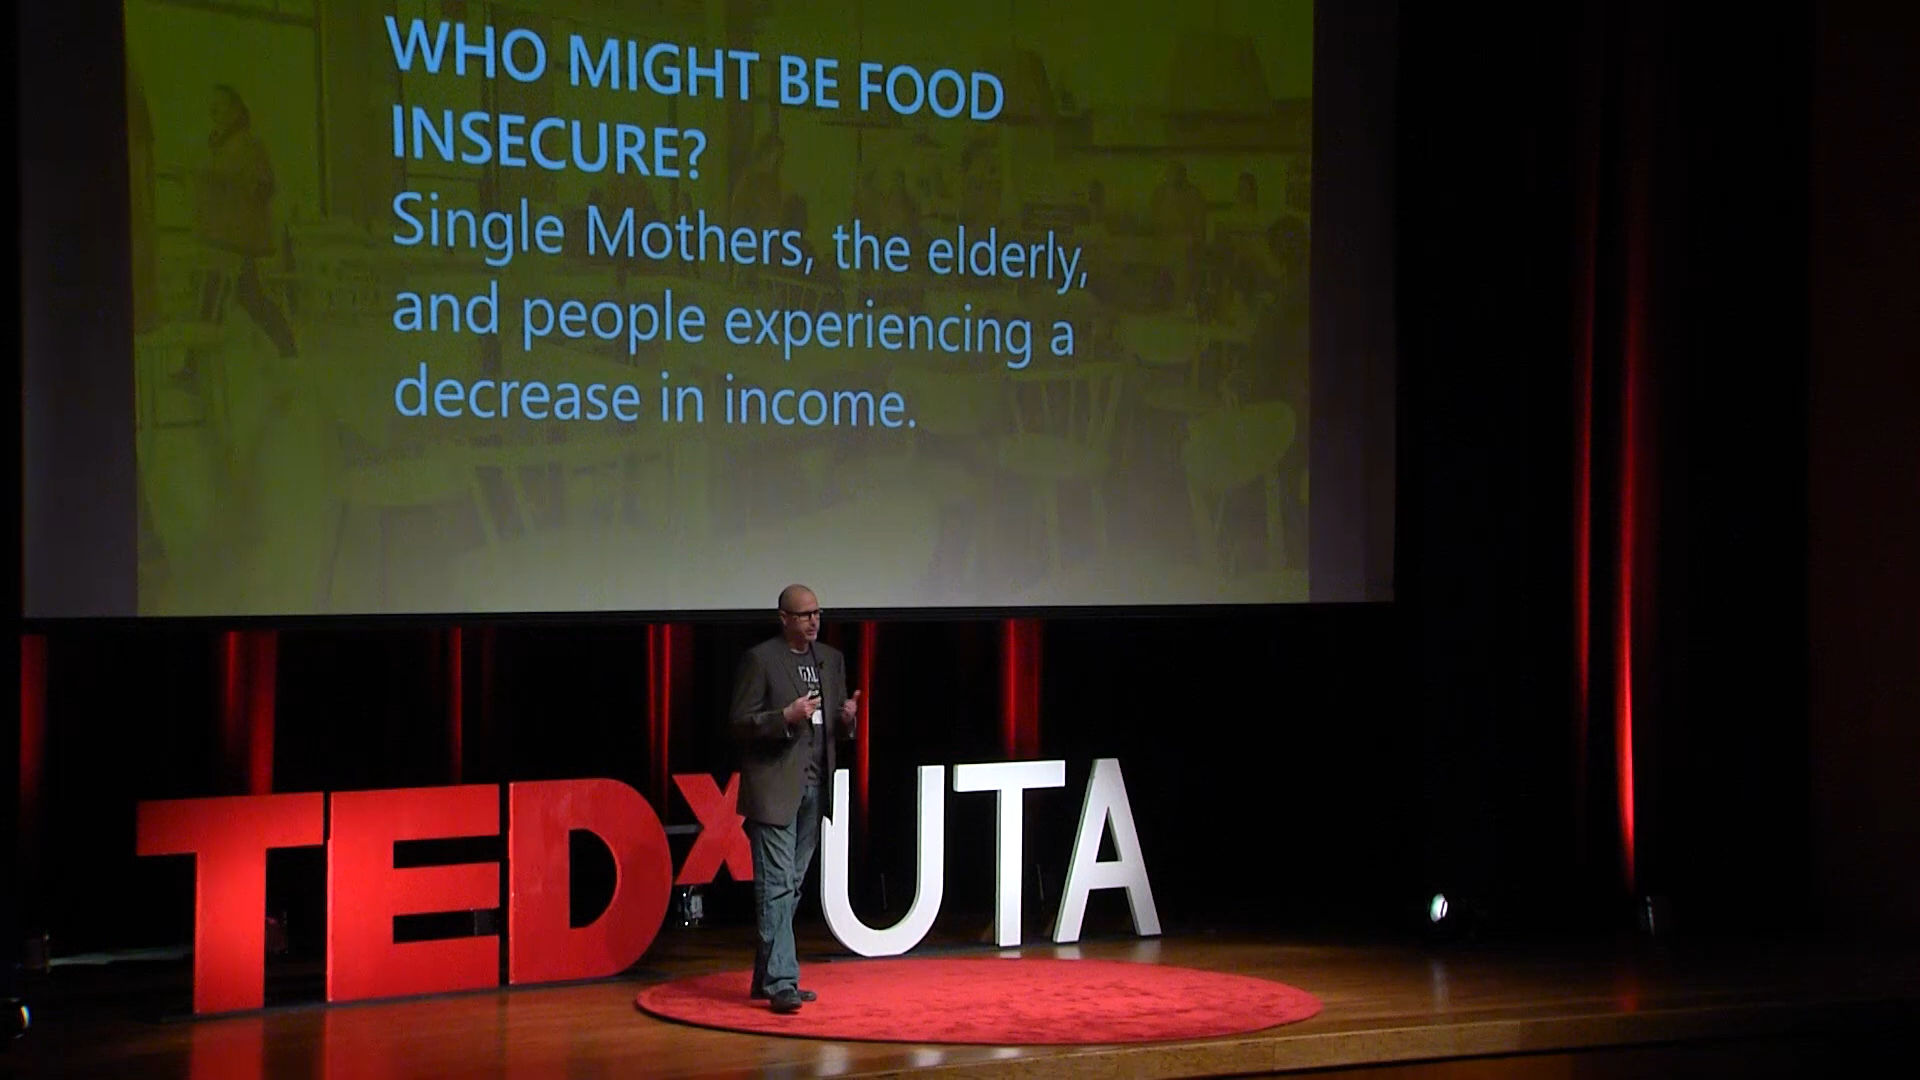 WHO MIGHT BE FOOD
INSECURE?
Single Mothers, the elderly,
and people experiencing a
decrease in income.
TEDx UTA